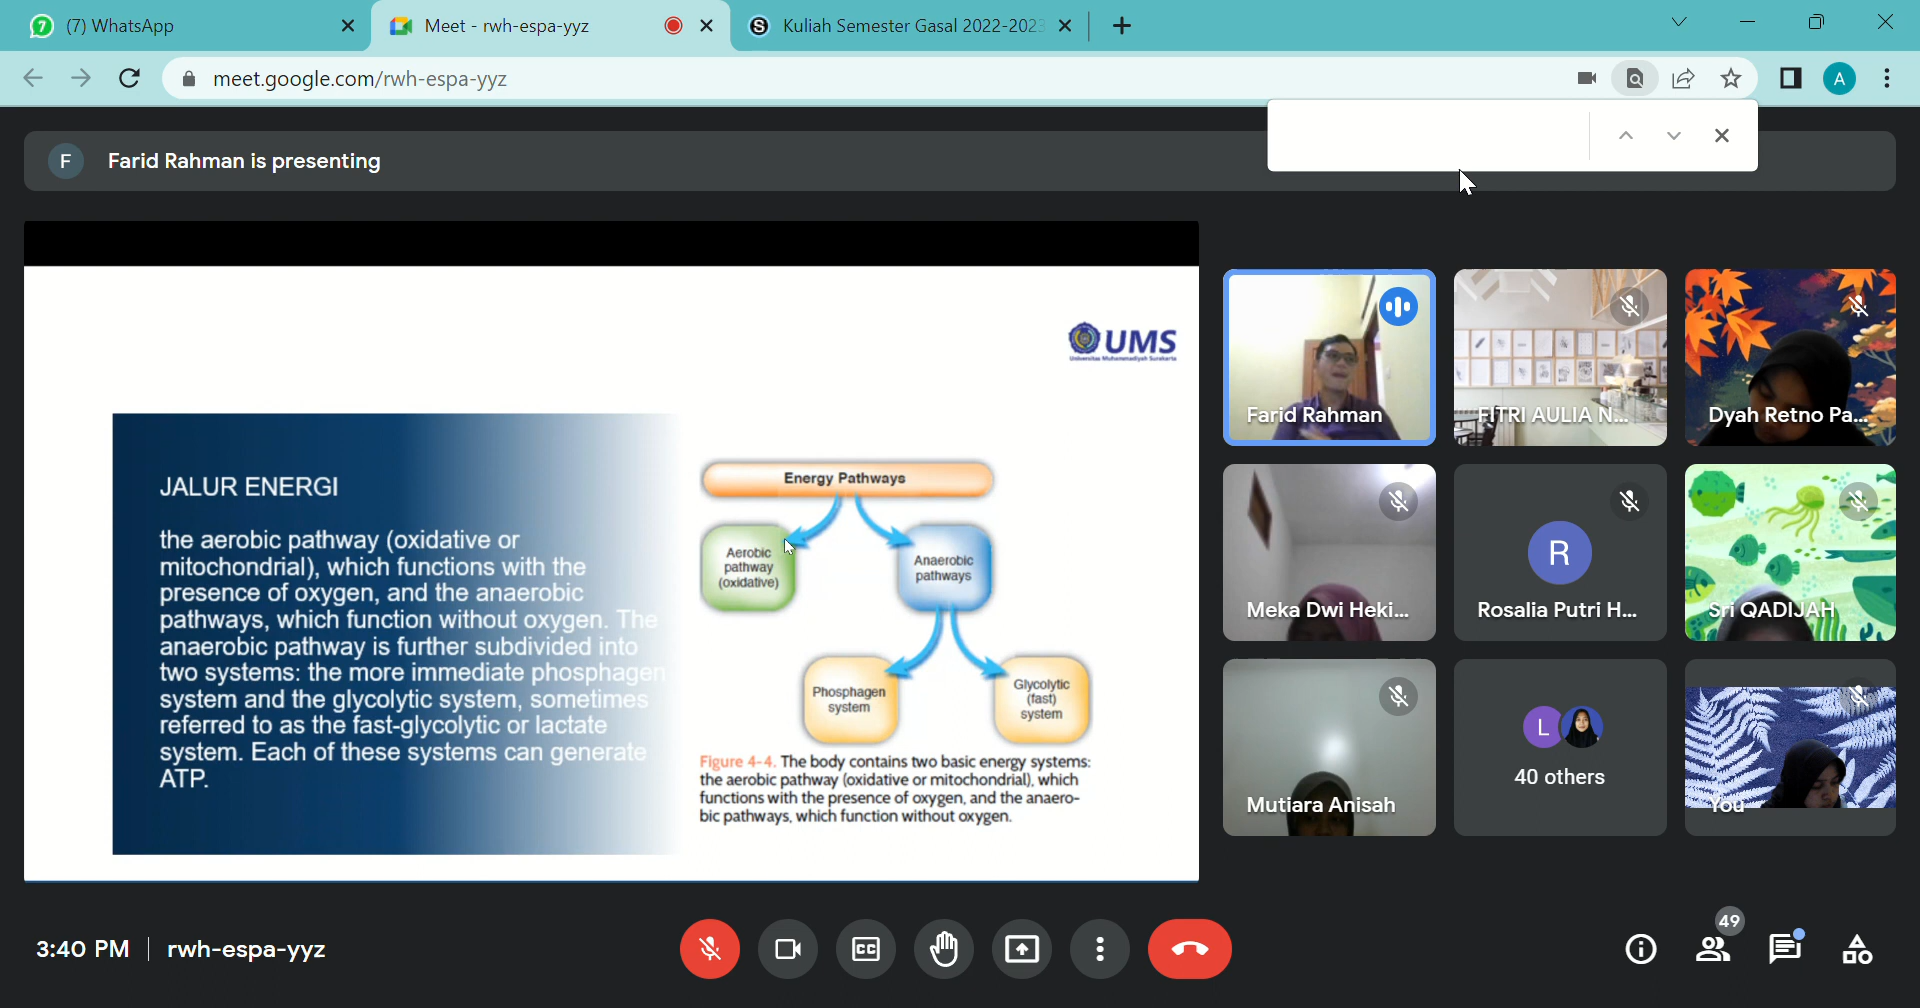 (7) WhatsApp
Meet - rwh-espa-yyz
Kuliah Semester Gasal 2022-2023
meet.google.com/rwh-espa-yyz
A
F
Farid Rahman is presenting
UMS
Universitas Muhammadiyah Surakarta
JALUR ENERGI
the aerobic pathway (oxidative or
mitochondrial), which functions with the
presence of oxygen, and the anaerobic
pathways, which function without oxygen. The
anaerobic pathway is further subdivided into
two systems: the more immediate phosphagen
system and the glycolytic system, sometimes
referred to as the fast-glycolytic or lactate
system. Each of these systems can generate
ATP.
Energy Pathways
Aerobic
pathway
(oxidative)
Anaerobic
pathways
Phosphagen
system
Glycolytic
(fast)
system
Figure 4-4. The body contains two basic energy systems:
the aerobic pathway (oxidative or mitochondrial), which
functions with the presence of oxygen, and the anaero-
bic pathways, which function without oxygen.
Farid Rahman
FITRI AULIA N...
Dyah Retno Pa...
Meka Dwi Heki...
R
Rosalia Putri H...
Sri QADIJAH
Mutiara Anisah
L
40 others
You
3:40 PM
rwh-espa-yyz
CC
49